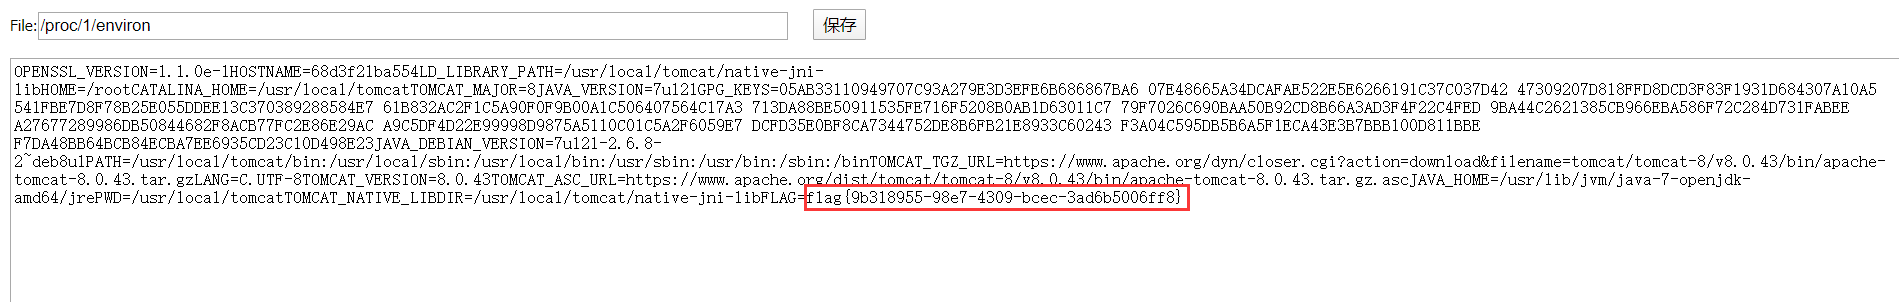 File:/proc/1/environ 保存
OPENSSL_VERSION=1.1.0e-1HOSTNAME=68d3f21ba554LD_LIBRARY_PATH=/usr/local/tomcat/native-jni-
libHOME=/rootCATALINA_HOME=/usr/local/tomcatTOMCAT_MAJOR=8JAVA_VERSION=7u121GPG_KEYS=05AB33110949707C93A279E3D3EFE6B686867BA6 07E48665A34DCAFAE522E5E6266191C37C037D42 47309207D818FFD8DCD3F83F1931D684307A10A5
541FBE7D8F78B25E055DDEE13C370389288584E7 61B832AC2F1C5A90F0F9B00A1C506407564C17A3 713DA88BE50911535FE716F5208B0AB1D63011C7 79F7026C690BAA50B92CD8B66A3AD3F4F22C4FED 9BA44C2621385CB966EBA586F72C284D731FABEE
A27677289986DB50844682F8ACB77FC2E86E29AC A9C5DF4D22E99998D9875A5110C01C5A2F6059E7 DCFD35E0BF8CA7344752DE8B6FB21E8933C60243 F3A04C595DB5B6A5F1ECA43E3B7BBB100D811BBE
F7DA48BB64BCB84ECBA7EE6935CD23C10D498E23JAVA_DEBIAN_VERSION=7u121-2.6.8-
2~deb8u1PATH=/usr/local/tomcat/bin:/usr/local/sbin:/usr/local/bin:/usr/sbin:/usr/bin:/sbin:/binTOMCAT_TGZ_URL=https://www.apache.org/dyn/closer.cgi?action=download&filename=tomcat/tomcat-8/v8.0.43/bin/apache-
tomcat-8.0.43.tar.gzLANG=C.UTF-8TOMCAT_VERSION=8.0.43TOMCAT_ASC_URL=https://www.apache.org/dist/tomcat/tomcat-8/v8.0.43/bin/apache-tomcat-8.0.43.tar.gz.ascJAVA_HOME=/usr/lib/jvm/java-7-openjdk-
amd64/jrePWD=/usr/local/tomcatTOMCAT_NATIVE_LIBDIR=/usr/local/tomcat/native-jni-libFLAG=flag{9b318955-98e7-4309-bcec-3ad6b5006ff8}